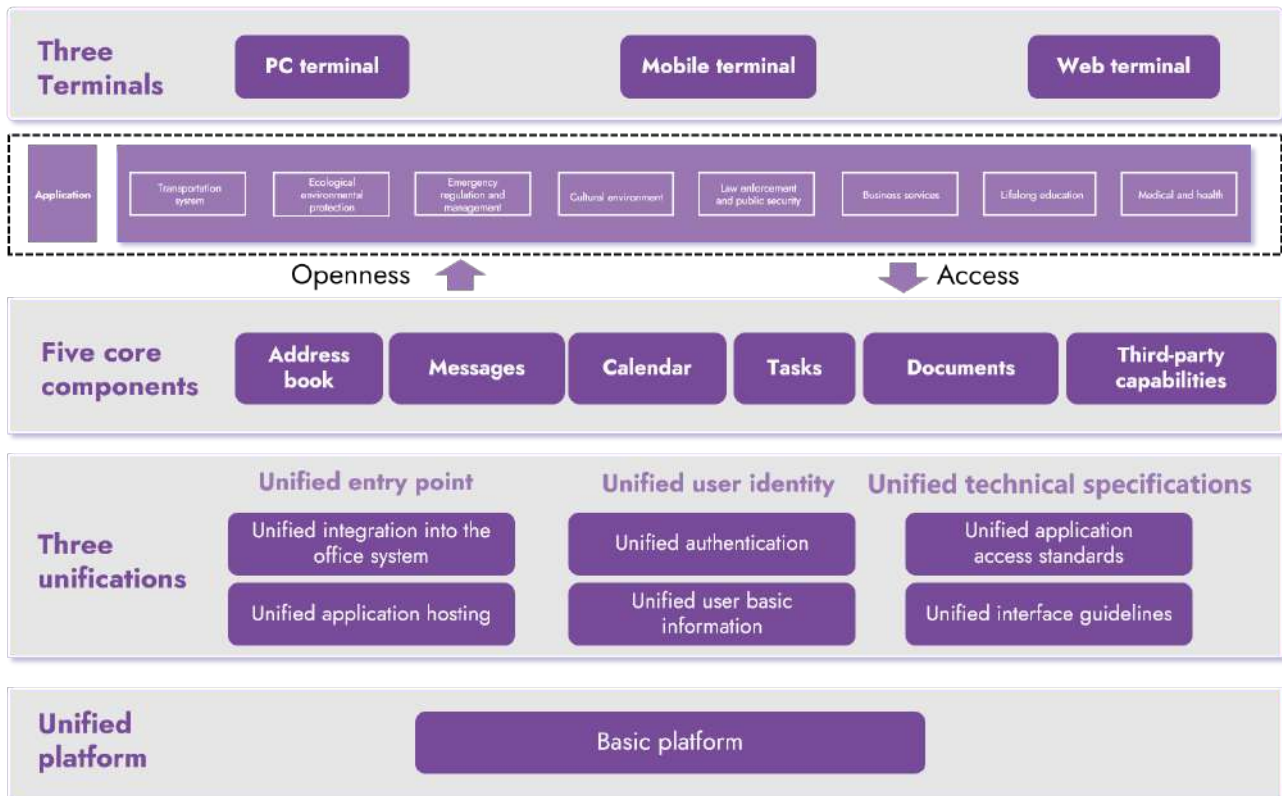 Three
Terminals
PC terminal
Mobile terminal
Web terminal
Application
Transportation
system
Ecological
environmental
protection
Emergency
regulation and
management
Cultural environment
Law enforcement
and public security
Business services
Lifelong education
Medical and health
Openness
Access
Five core
components
Address
book
Messages
Calendar
Tasks
Documents
Third-party
capabilities
Three
unifications
Unified entry point
Unified integration into the
office system
Unified application hosting
Unified user identity
Unified authentication
Unified user basic
information
Unified technical specifications
Unified application
access standards
Unified interface guidelines
Unified
platform
Basic platform